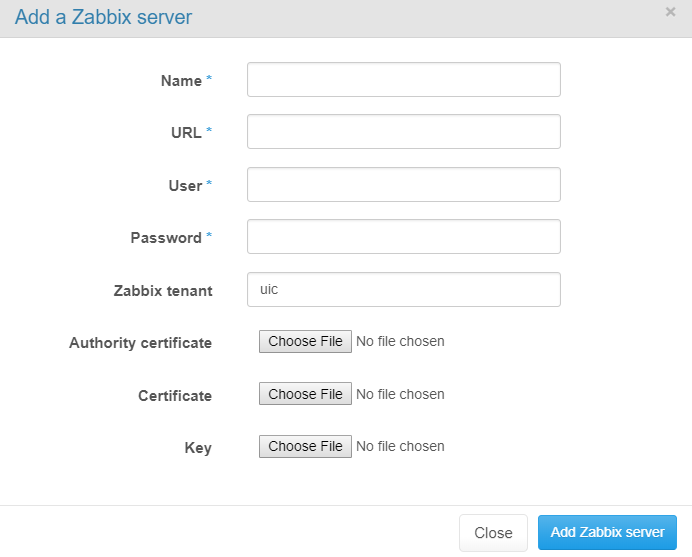 Add a Zabbix server ×
Name *
URL *
User *
Password *
Zabbix tenant uic
Authority certificate Choose File No file chosen
Certificate Choose File No file chosen
Key Choose File No file chosen
Close Add Zabbix server